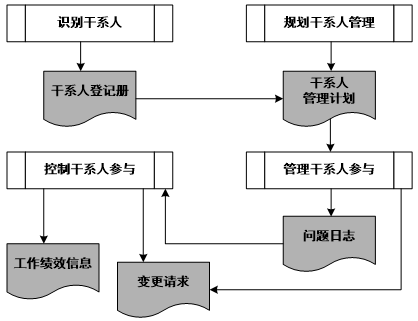 识别干系人
规划干系人管理
干系人登记册
干系人
管理计划
控制干系人参与
管理干系人参与
问题日志
工作绩效信息
变更请求